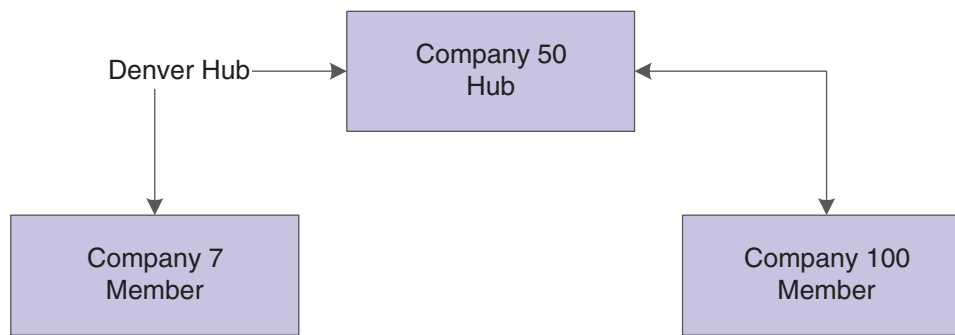 Company 50
Hub
Denver Hub
Company 7
Member
Company 100
Member